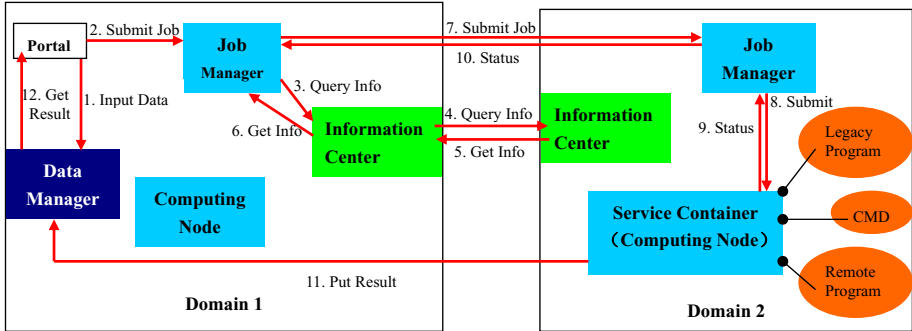 2. Submit Job
7. Submit Job
Portal
Job
Manager
10. Status
Job
Manager
12. Get
Result
1. Input Data
3. Query Info
8. Submit
6. Get Info
Information
Center
4. Query Info
5. Get Info
Information
Center
9. Status
Legacy
Program
Data
Manager
Computing
Node
Service Container
(Computing Node)
CMD
11. Put Result
Remote
Program
Domain 1
Domain 2